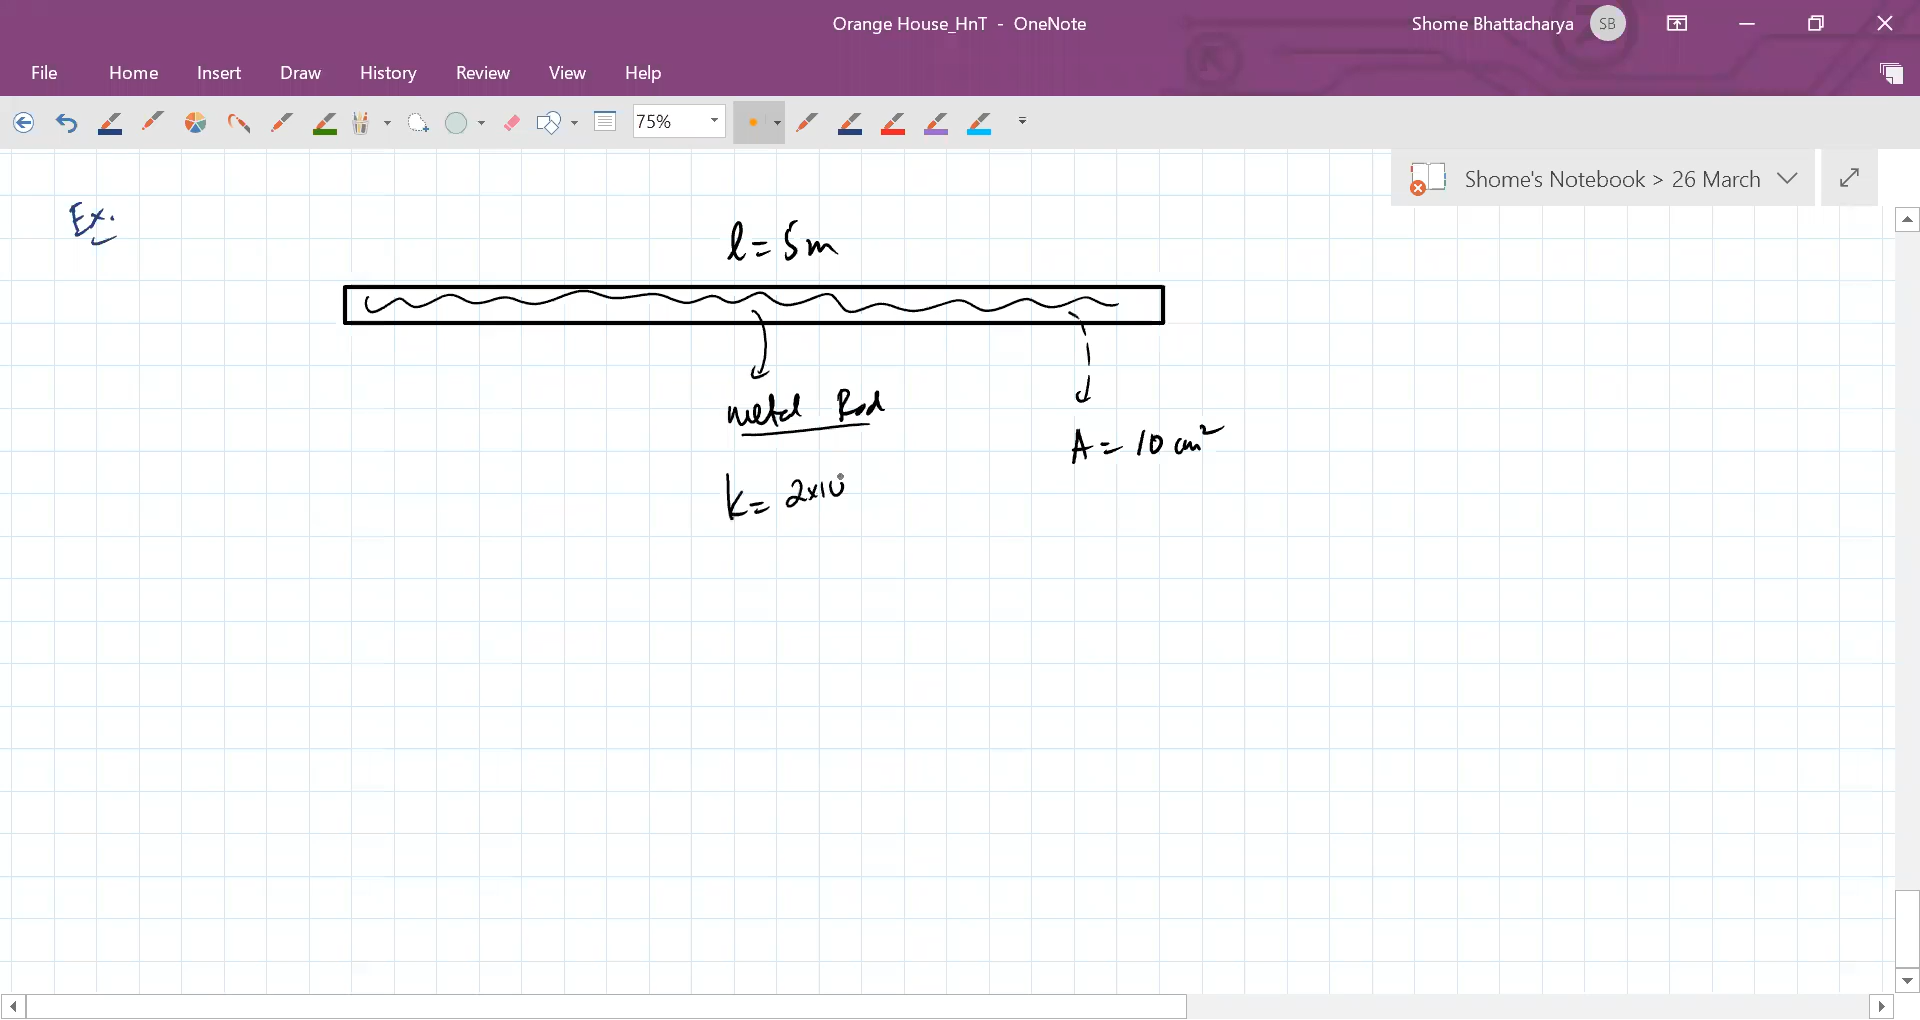 Orange House_HnT - OneNote
Shome Bhattacharya SB
File Home Insert Draw History Review View Help
75%
Shome's Notebook > 26 March
Ex.
l = 5 m
metal Rod
A = 10 cm²
k = 2×10